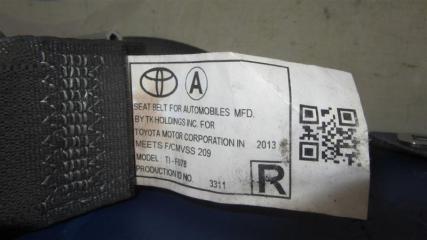 A
SEAT BELT FOR AUTOMOBILES MFD.
BY TK HOLDINGS INC. FOR
TOYOTA MOTOR CORPORATION IN 2013
MEETS F/CMVSS 209
MODEL: TI-F07B
PRODUCTION ID NO. 3311
R